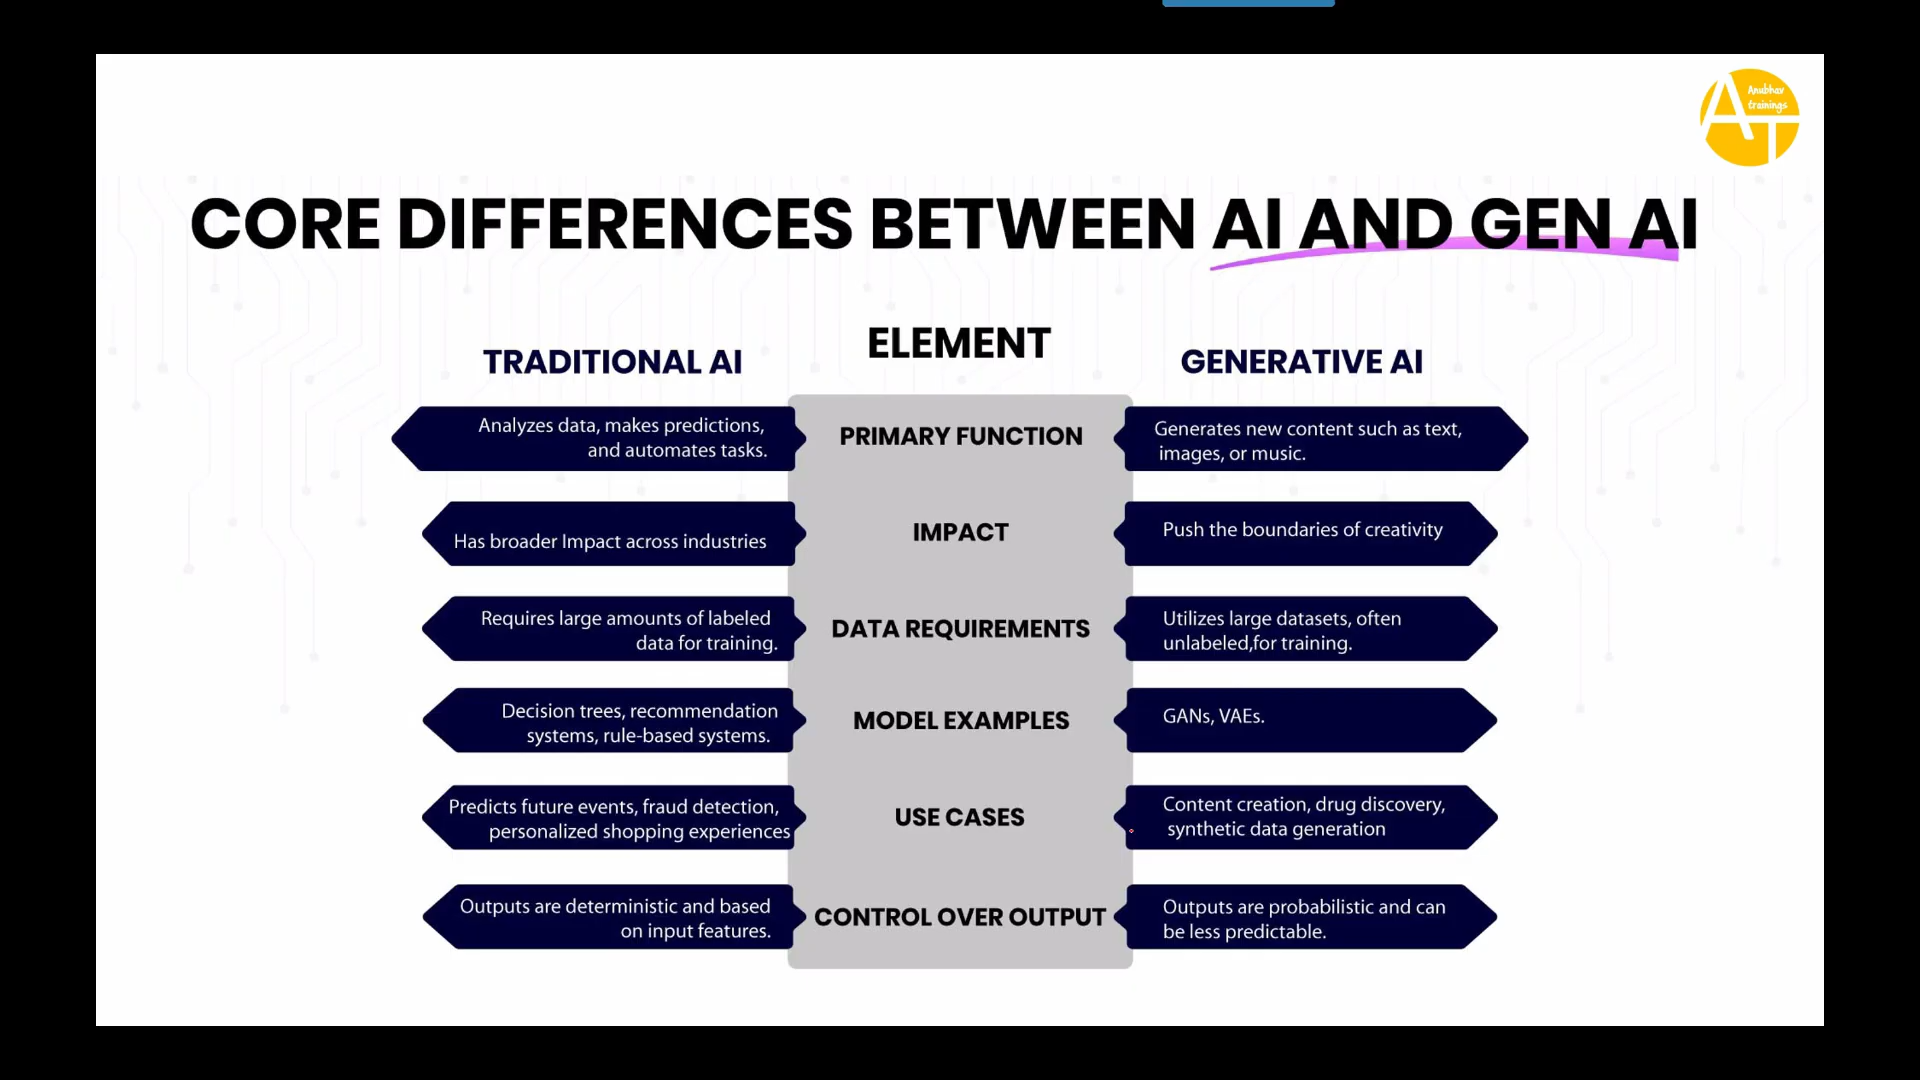 Anubhav
trainings
AT
CORE DIFFERENCES BETWEEN AI AND GEN AI
TRADITIONAL AI
ELEMENT
GENERATIVE AI
Analyzes data, makes predictions,
and automates tasks.
PRIMARY FUNCTION
Generates new content such as text,
images, or music.
Has broader Impact across industries
IMPACT
Push the boundaries of creativity
Requires large amounts of labeled
data for training.
DATA REQUIREMENTS
Utilizes large datasets, often
unlabeled,for training.
Decision trees, recommendation
systems, rule-based systems.
MODEL EXAMPLES
GANs, VAEs.
Predicts future events, fraud detection,
personalized shopping experiences
USE CASES
Content creation, drug discovery,
synthetic data generation
Outputs are deterministic and based
on input features.
CONTROL OVER OUTPUT
Outputs are probabilistic and can
be less predictable.